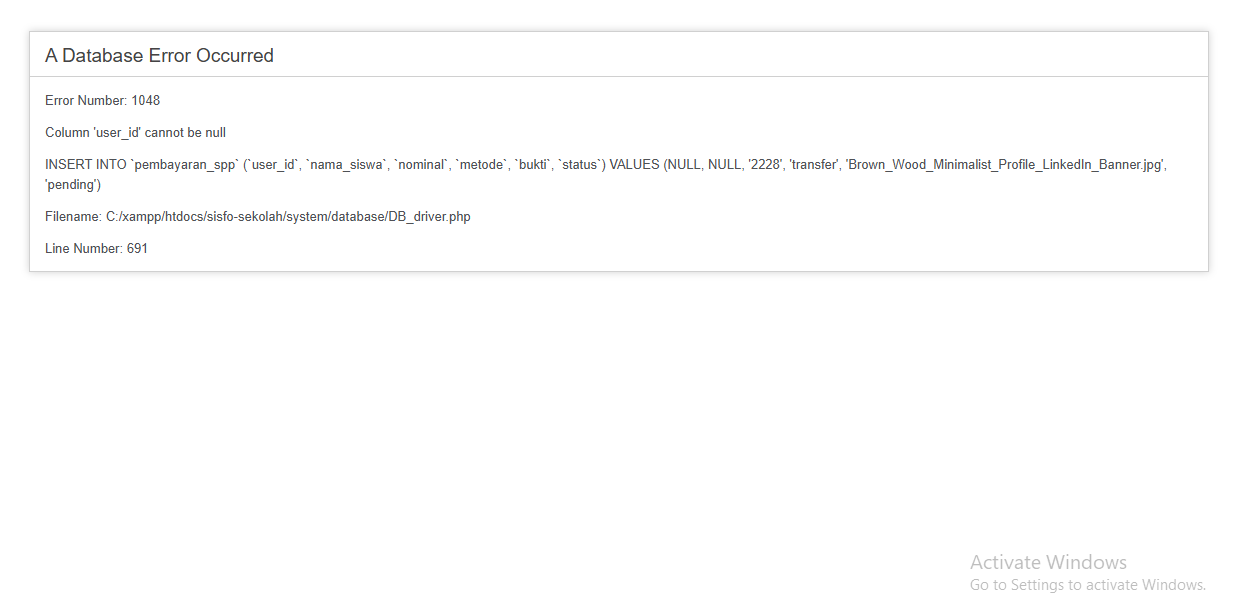 A Database Error Occurred
Error Number: 1048
Column 'user_id' cannot be null
INSERT INTO `pembayaran_spp` (`user_id`, `nama_siswa`, `nominal`, `metode`, `bukti`, `status`) VALUES (NULL, NULL, '2228', 'transfer', 'Brown_Wood_Minimalist_Profile_LinkedIn_Banner.jpg',
'pending')
Filename: C:/xampp/htdocs/sisfo-sekolah/system/database/DB_driver.php
Line Number: 691
Activate Windows
Go to Settings to activate Windows.